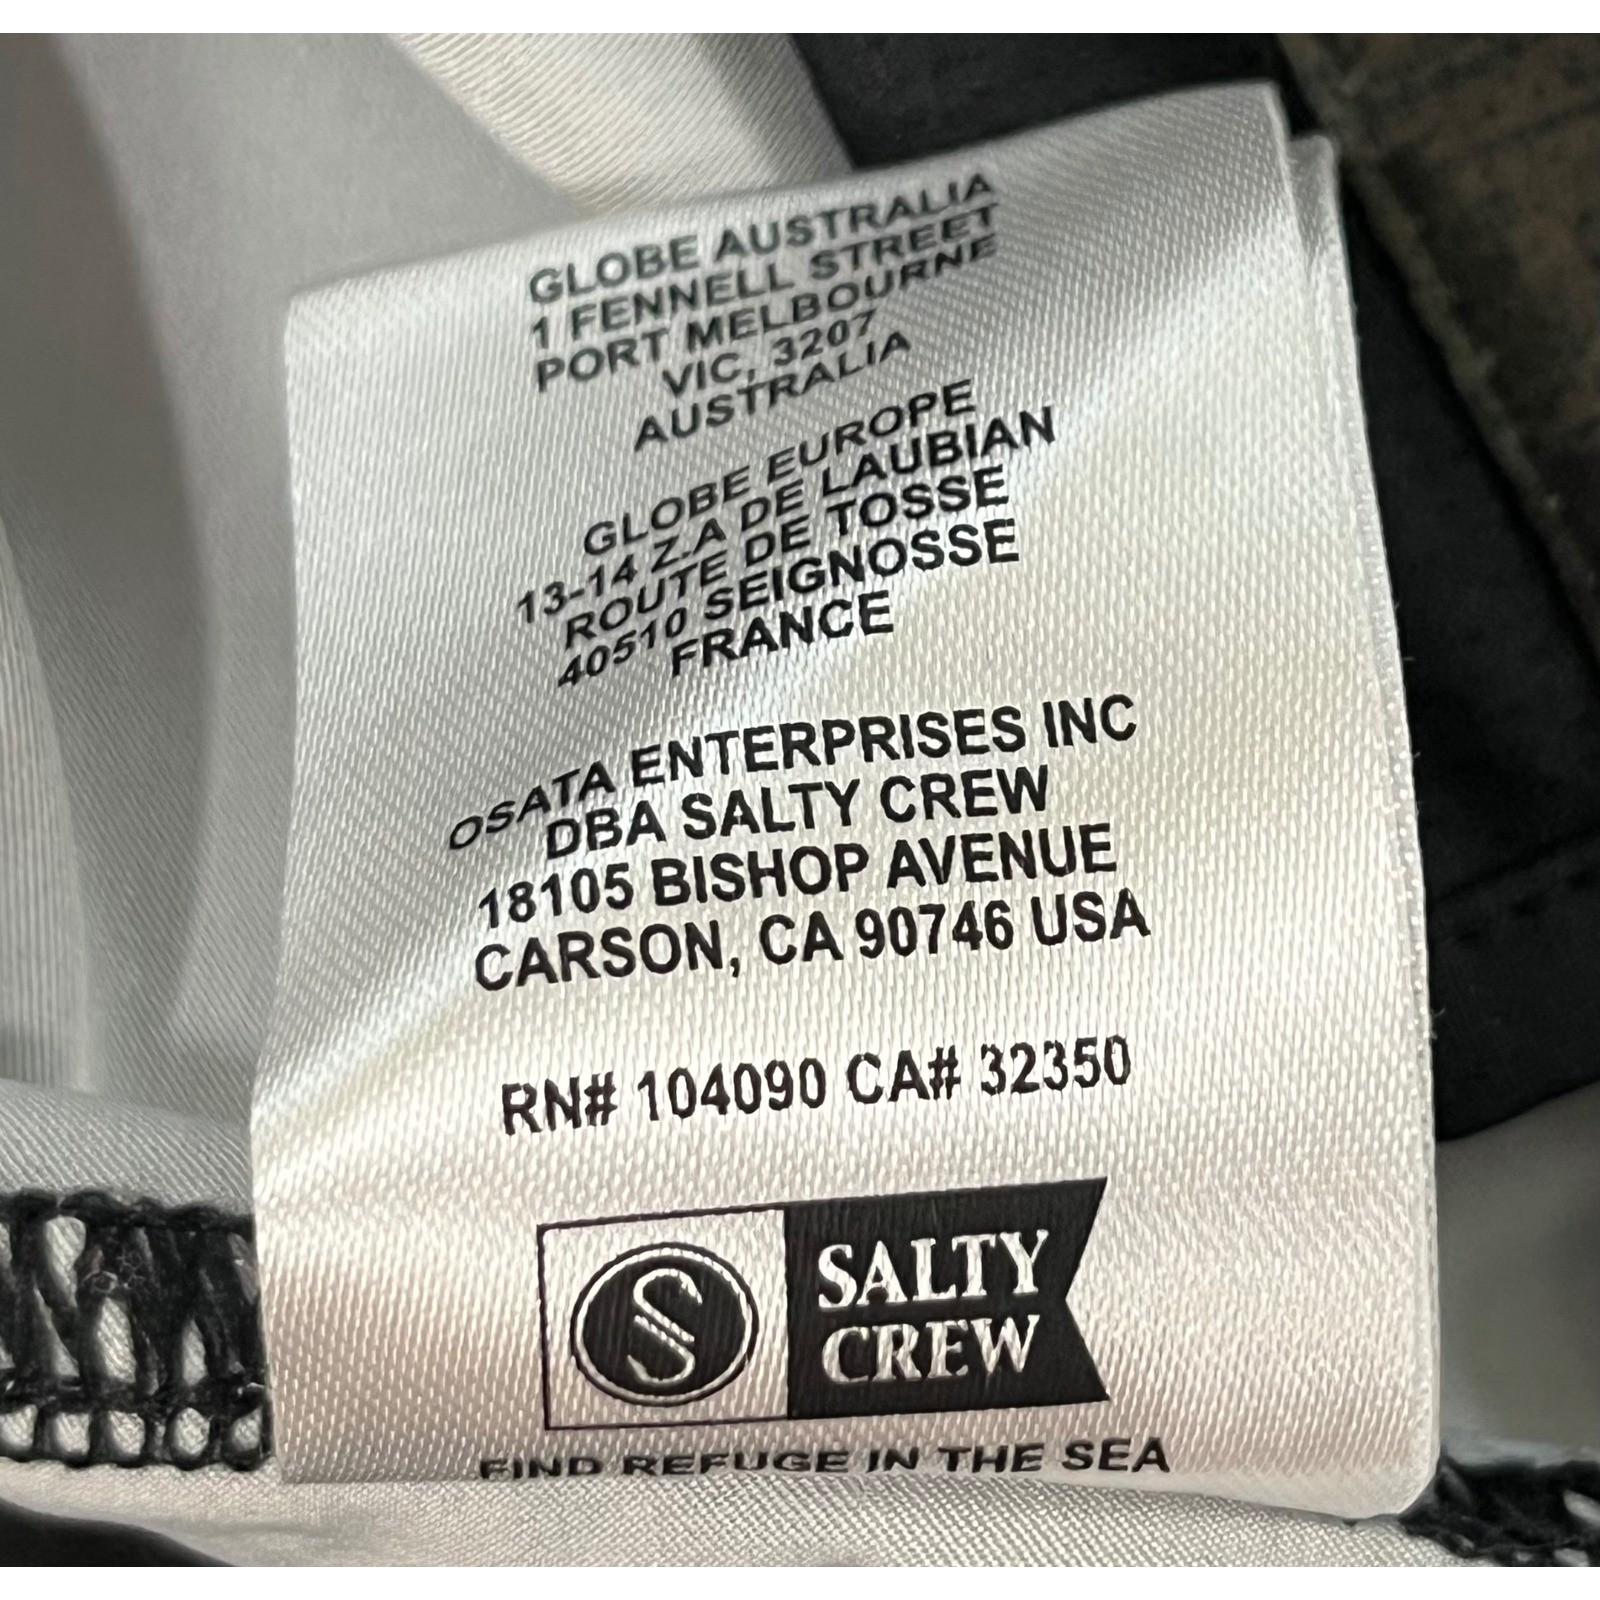 GLOBE AUSTRALIA
1 FENNELL STREET
PORT MELBOURNE
VIC, 3207
AUSTRALIA
GLOBE EUROPE
13-14 Z.A DE LAUBIAN
ROUTE DE TOSSE
40510 SEIGNOSSE
FRANCE
OSATA ENTERPRISES INC
DBA SALTY CREW
18105 BISHOP AVENUE
CARSON, CA 90746 USA
RN# 104090 CA# 32350
S
SALTY
CREW
FIND REFUGE IN THE SEA